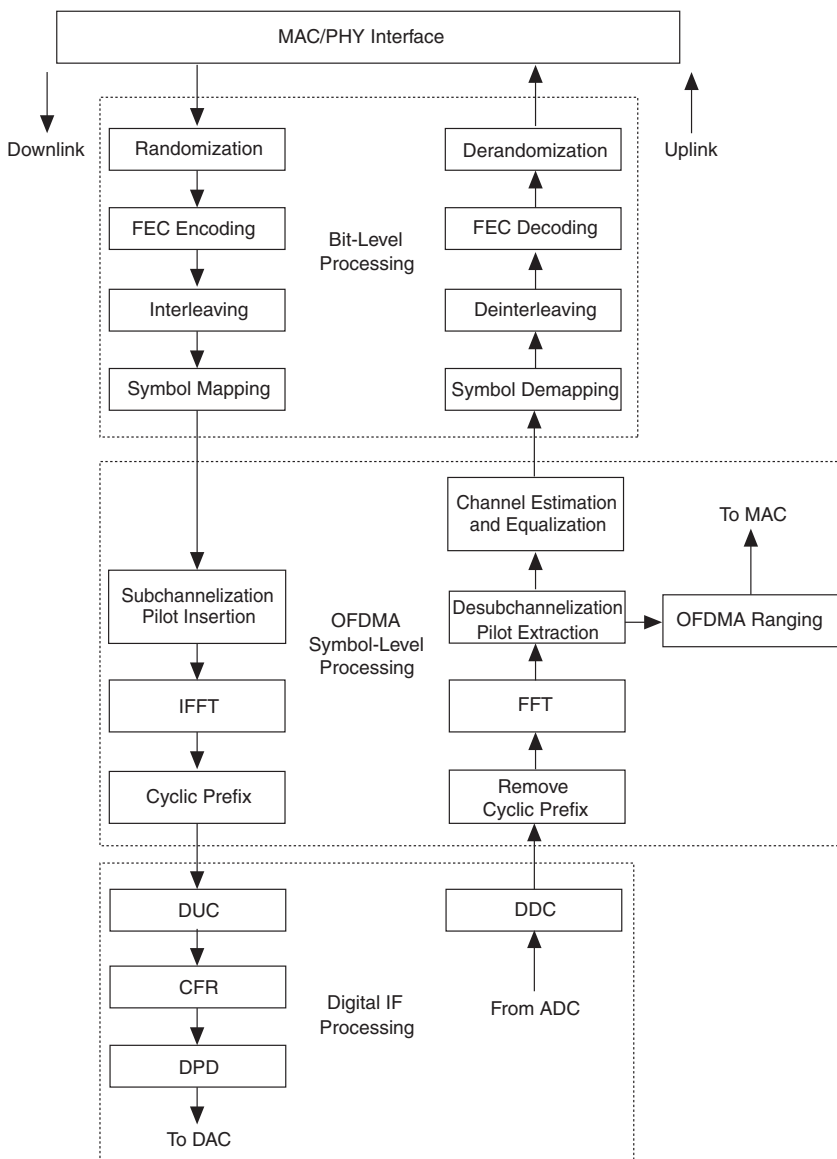 MAC/PHY Interface
Downlink
Uplink
Randomization
Derandomization
FEC Encoding
FEC Decoding
Bit-Level
Processing
Interleaving
Deinterleaving
Symbol Mapping
Symbol Demapping
Channel Estimation
and Equalization
To MAC
Subchannelization
Pilot Insertion
OFDMA
Symbol-Level
Processing
Desubchannelization
Pilot Extraction
OFDMA Ranging
IFFT
FFT
Cyclic Prefix
Remove
Cyclic Prefix
DUC
DDC
CFR
Digital IF
Processing
From ADC
DPD
To DAC